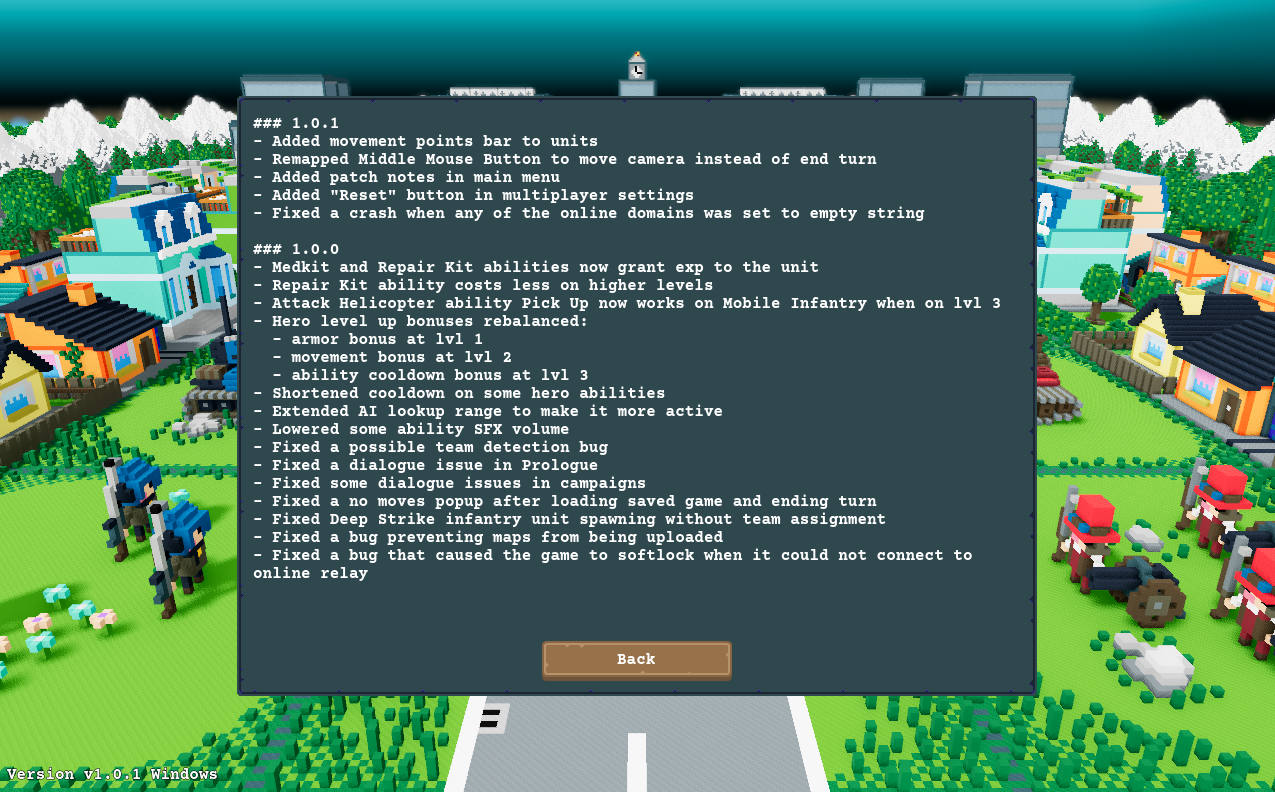 ### 1.0.1
- Added movement points bar to units
- Remapped Middle Mouse Button to move camera instead of end turn
- Added patch notes in main menu
- Added "Reset" button in multiplayer settings
- Fixed a crash when any of the online domains was set to empty string
### 1.0.0
- Medkit and Repair Kit abilities now grant exp to the unit
- Repair Kit ability costs less on higher levels
- Attack Helicopter ability Pick Up now works on Mobile Infantry when on lvl 3
- Hero level up bonuses rebalanced:
  - armor bonus at lvl 1
  - movement bonus at lvl 2
  - ability cooldown bonus at lvl 3
- Shortened cooldown on some hero abilities
- Extended AI lookup range to make it more active
- Lowered some ability SFX volume
- Fixed a possible team detection bug
- Fixed a dialogue issue in Prologue
- Fixed some dialogue issues in campaigns
- Fixed a no moves popup after loading saved game and ending turn
- Fixed Deep Strike infantry unit spawning without team assignment
- Fixed a bug preventing maps from being uploaded
- Fixed a bug that caused the game to softlock when it could not connect to
online relay
Back
Version v1.0.1 Windows